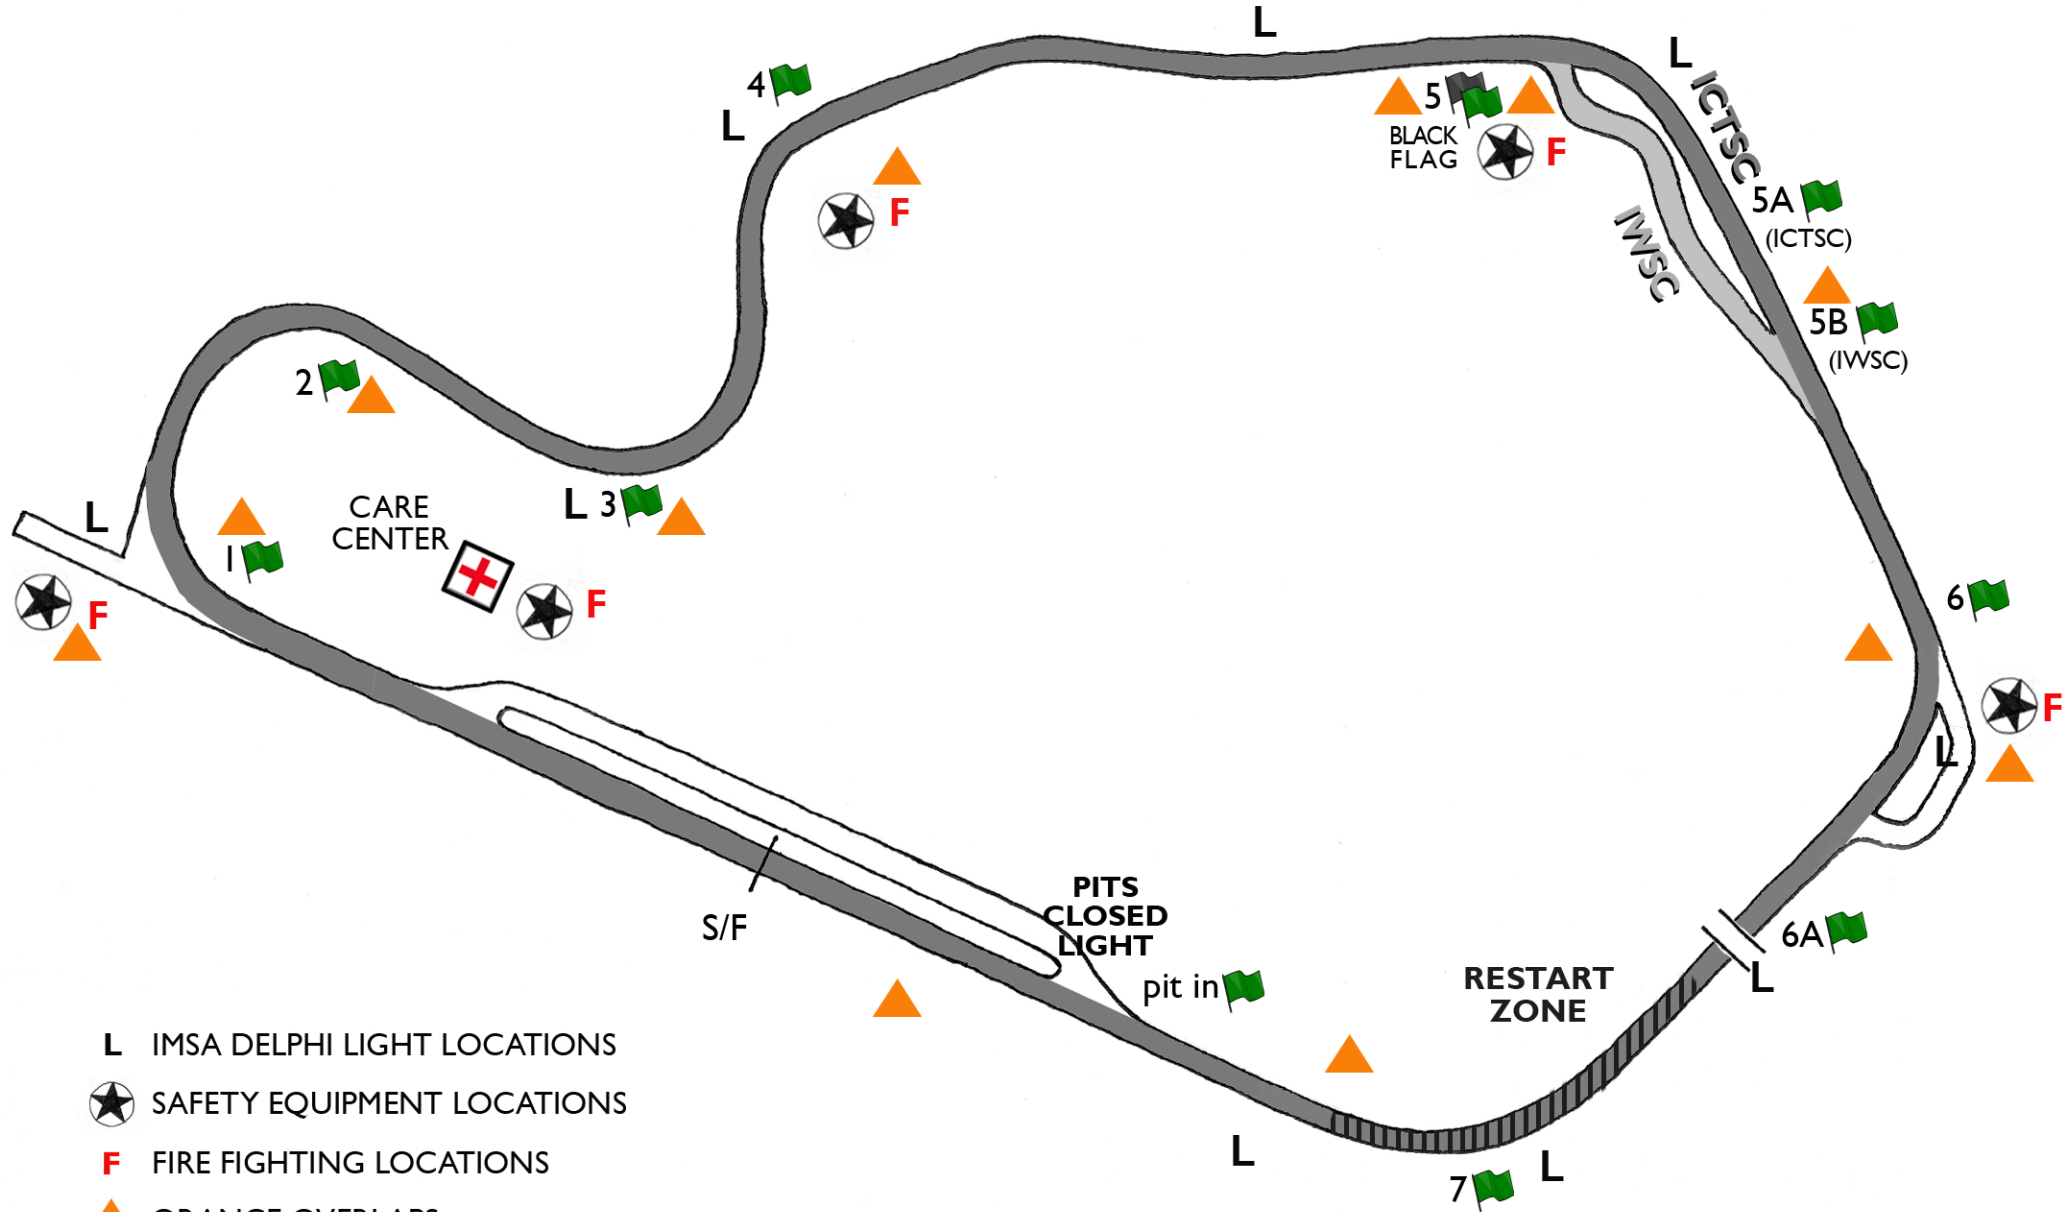 L
L
4
L
5
BLACK
FLAG
F
ICTSC
5A
(ICTSC)
F
IWSC
5B
(IWSC)
2
L
L 3
CARE
CENTER
1
F
F
6
F
L
PITS
CLOSED
LIGHT
S/F
6A
L
pit in
RESTART
ZONE
L
L
7
L IMSA DELPHI LIGHT LOCATIONS
SAFETY EQUIPMENT LOCATIONS
F FIRE FIGHTING LOCATIONS